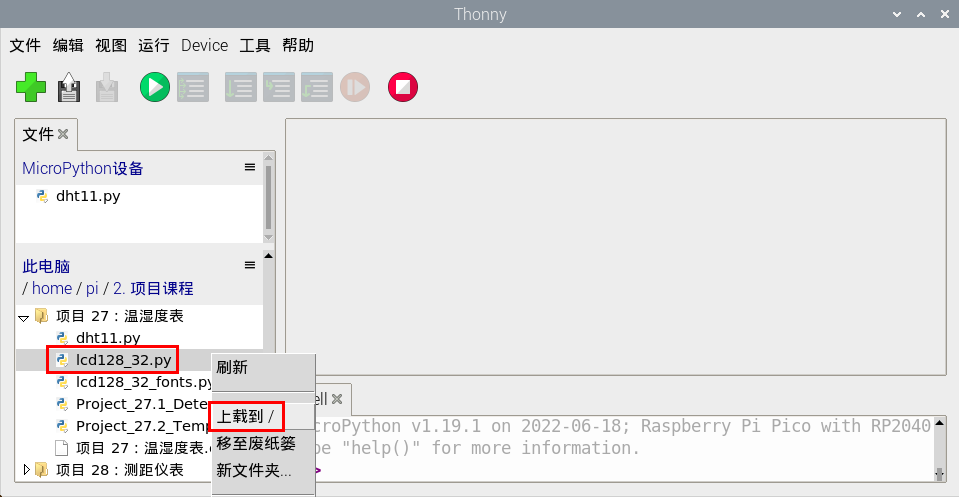 Thonny
文件 编辑 视图 运行 Device 工具 帮助
文件
MicroPython设备
dht11.py
此电脑
/ home / pi / 2. 项目课程
项目 27：温湿度表
dht11.py
lcd128_32.py
lcd128_32_fonts.py
Project_27.1_Dete
Project_27.2_Temp
项目 27：温湿度表.
项目 28：测距仪表
刷新
上载到 /
移至废纸篓
新文件夹...
ell
croPython v1.19.1 on 2022-06-18; Raspberry Pi Pico with RP2040
pe "help()" for more information.
>